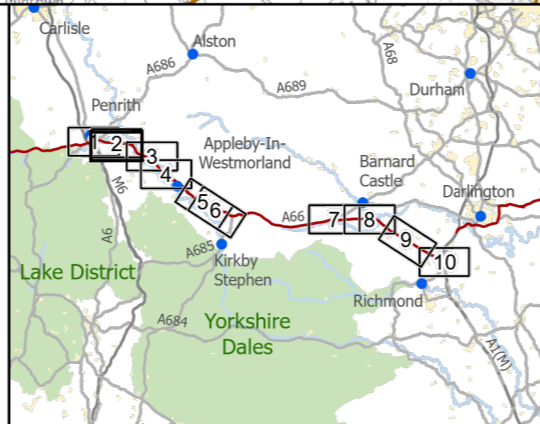 Carlisle
Alston
A68
A686
A689
Durham
Penrith
1
2
3
4
5
6
Appleby-In-
Westmorland
Barnard
Castle
Darlington
M6
A66
7
8
9
10
A6
A685
Kirkby
Stephen
Lake District
Richmond
A684
Yorkshire
Dales
A1(M)